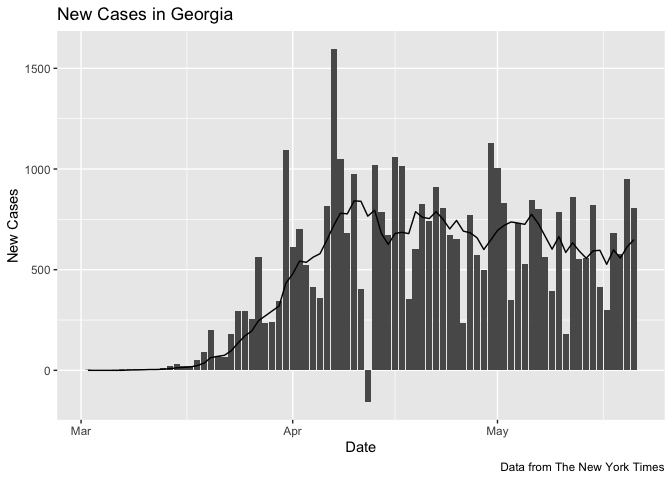 New Cases in Georgia
New Cases
1500
1000
500
0
Mar
Apr
May
Date
Data from The New York Times